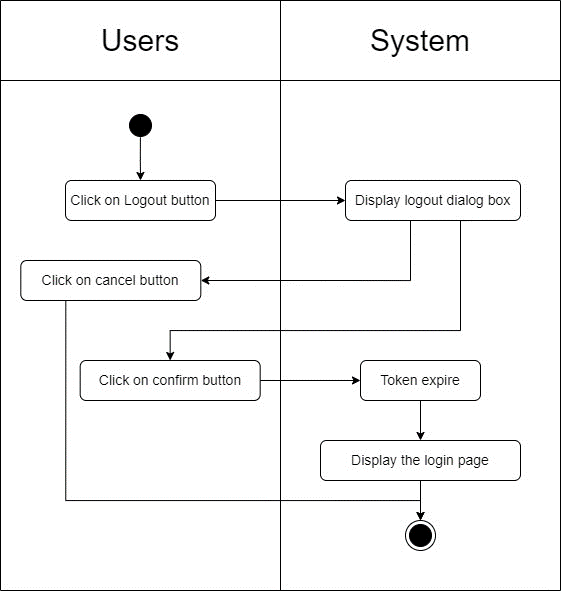 Users
System
Click on Logout button
Display logout dialog box
Click on cancel button
Click on confirm button
Token expire
Display the login page